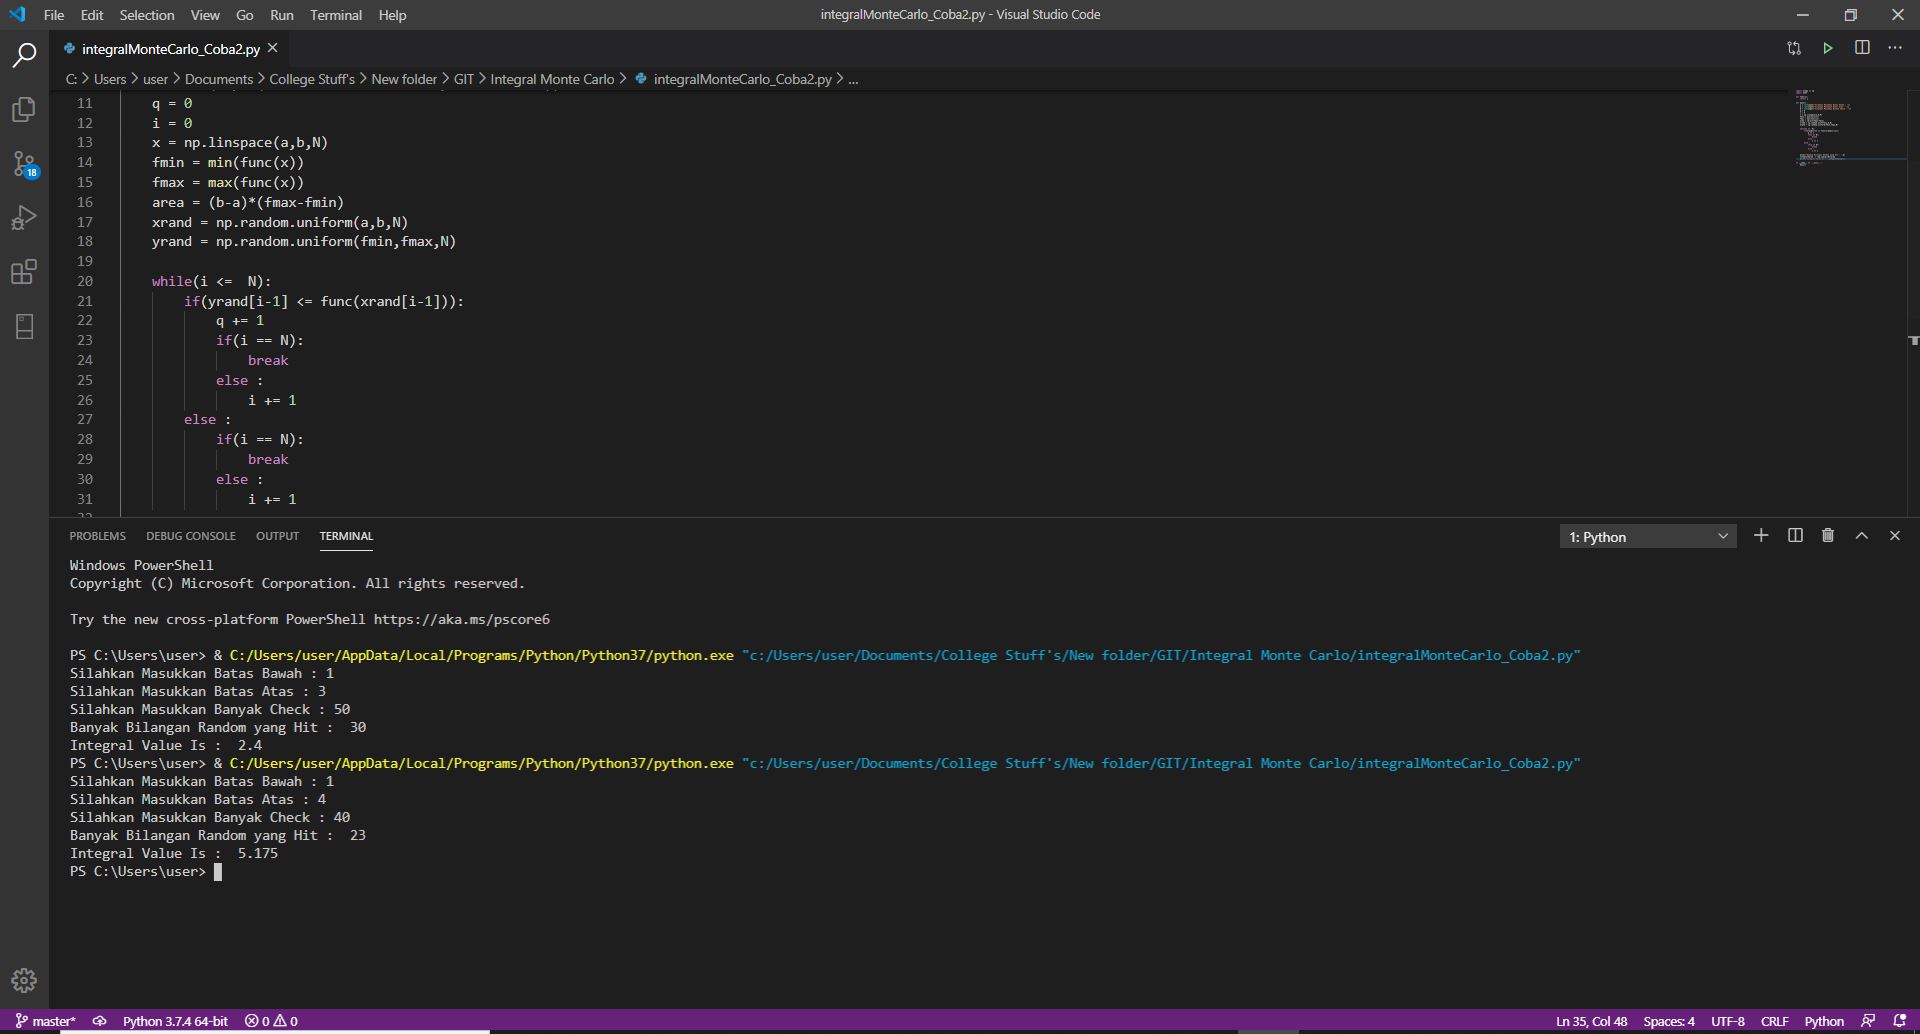 File Edit Selection View Go Run Terminal Help
integralMonteCarlo_Coba2.py - Visual Studio Code
integralMonteCarlo_Coba2.py
C: > Users > user > Documents > College Stuff's > New folder > GIT > Integral Monte Carlo > integralMonteCarlo_Coba2.py > ...
11 q = 0
12 i = 0
13 x = np.linspace(a,b,N)
14 fmin = min(func(x))
15 fmax = max(func(x))
16 area = (b-a)*(fmax-fmin)
17 xrand = np.random.uniform(a,b,N)
18 yrand = np.random.uniform(fmin,fmax,N)
19
20 while(i <=  N):
21 if(yrand[i-1] <= func(xrand[i-1])):
22 q += 1
23 if(i == N):
24 break
25 else :
26 i += 1
27 else :
28 if(i == N):
29 break
30 else :
31 i += 1
18
PROBLEMS DEBUG CONSOLE OUTPUT TERMINAL
1: Python
Windows PowerShell
Copyright (C) Microsoft Corporation. All rights reserved.
Try the new cross-platform PowerShell https://aka.ms/pscore6
PS C:\Users\user> & C:/Users/user/AppData/Local/Programs/Python/Python37/python.exe "c:/Users/user/Documents/College Stuff's/New folder/GIT/Integral Monte Carlo/integralMonteCarlo_Coba2.py"
Silahkan Masukkan Batas Bawah : 1
Silahkan Masukkan Batas Atas : 3
Silahkan Masukkan Banyak Check : 50
Banyak Bilangan Random yang Hit :  30
Integral Value Is :  2.4
PS C:\Users\user> & C:/Users/user/AppData/Local/Programs/Python/Python37/python.exe "c:/Users/user/Documents/College Stuff's/New folder/GIT/Integral Monte Carlo/integralMonteCarlo_Coba2.py"
Silahkan Masukkan Batas Bawah : 1
Silahkan Masukkan Batas Atas : 4
Silahkan Masukkan Banyak Check : 40
Banyak Bilangan Random yang Hit :  23
Integral Value Is :  5.175
PS C:\Users\user>
master* Python 3.7.4 64-bit 0 0
Ln 35, Col 48 Spaces: 4 UTF-8 CRLF Python